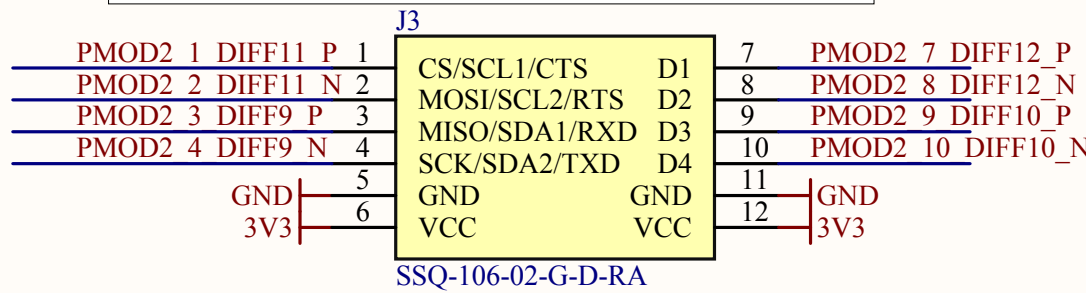 J3
PMOD2_1_DIFF11_P 1 CS/SCL1/CTS D1 7 PMOD2_7_DIFF12_P
PMOD2_2_DIFF11_N 2 MOSI/SCL2/RTS D2 8 PMOD2_8_DIFF12_N
PMOD2_3_DIFF9_P 3 MISO/SDA1/RXD D3 9 PMOD2_9_DIFF10_P
PMOD2_4_DIFF9_N 4 SCK/SDA2/TXD D4 10 PMOD2_10_DIFF10_N
GND 5 GND GND 11 GND
3V3 6 VCC VCC 12 3V3
SSQ-106-02-G-D-RA